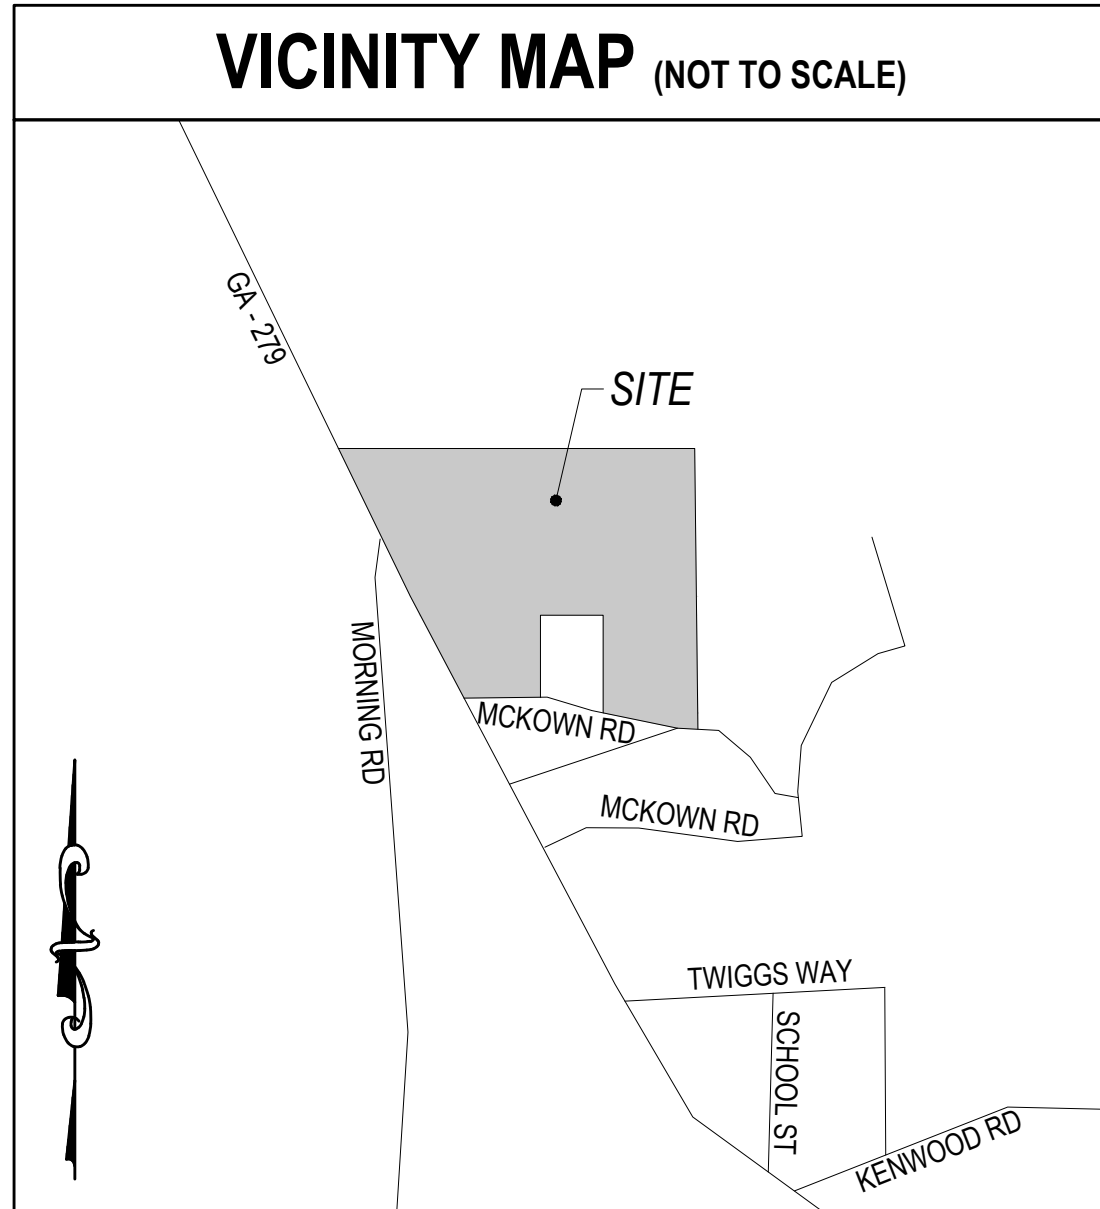 VICINITY MAP (NOT TO SCALE)
GA - 279
SITE
MORNING RD
MCKOWN RD
MCKOWN RD
TWIGGS WAY
SCHOOL ST
KENWOOD RD